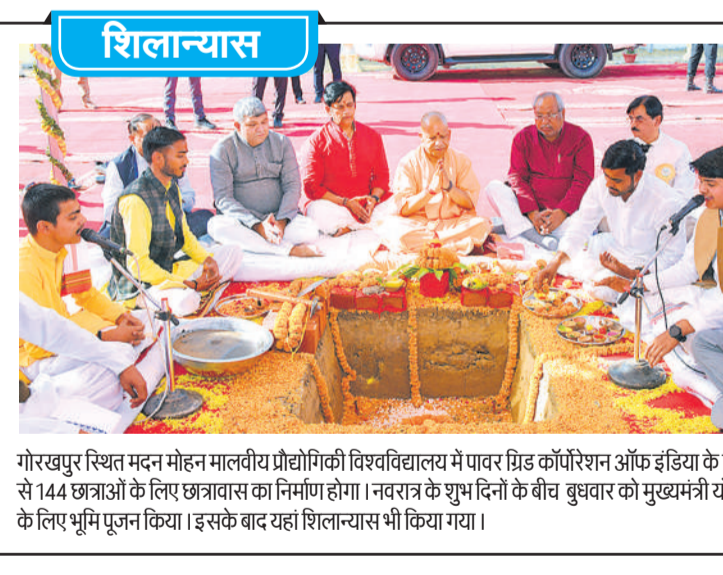 शिलान्यास
गोरखपुर स्थित मदन मोहन मालवीय प्रौद्योगिकी विश्वविद्यालय में पावर ग्रिड कॉर्पोरेशन ऑफ इंडिया के
से 144 छात्राओं के लिए छात्रावास का निर्माण होगा। नवरात्र के शुभ दिनों के बीच बुधवार को मुख्यमंत्री
के लिए भूमि पूजन किया। इसके बाद यहां शिलान्यास भी किया गया।